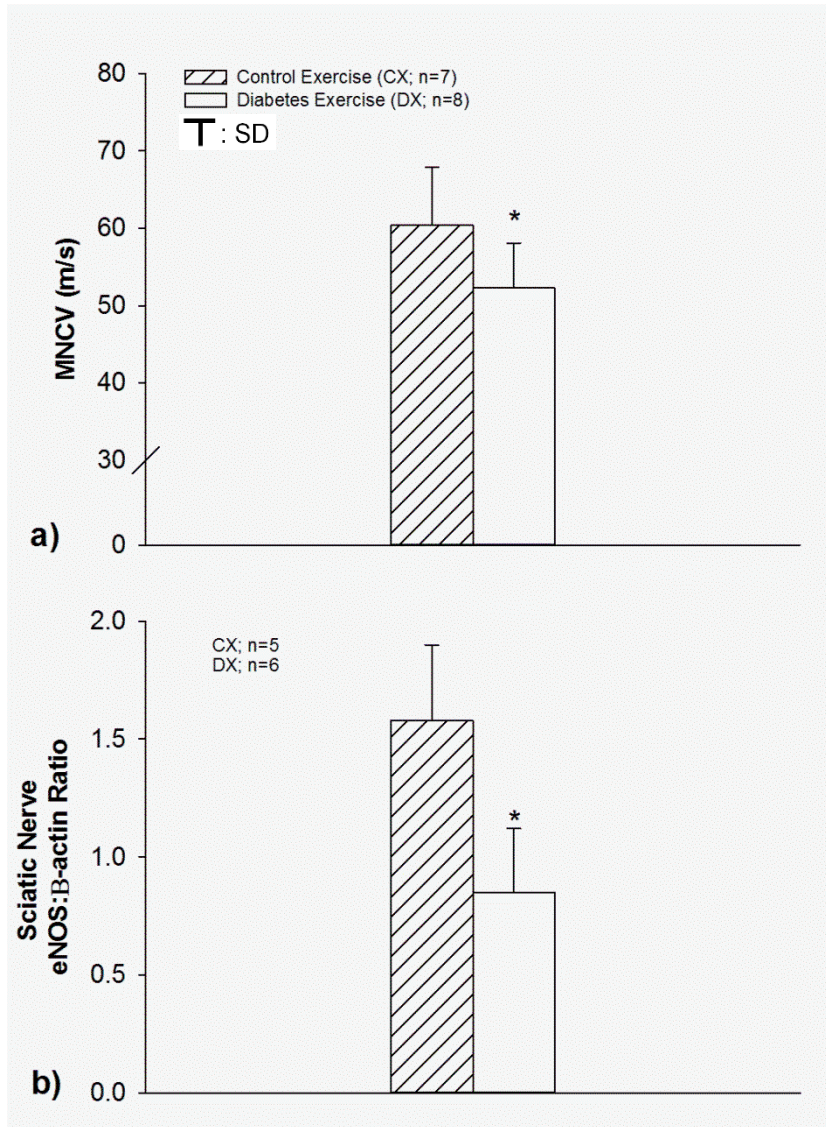 80
70
60
50
40
30
0
MNCV (m/s)
Control Exercise (CX; n=7)
Diabetes Exercise (DX; n=8)
: SD
*
a)
2.0
1.5
1.0
0.5
0.0
Sciatic Nerve
eNOS:B-actin Ratio
CX; n=5
DX; n=6
*
b)